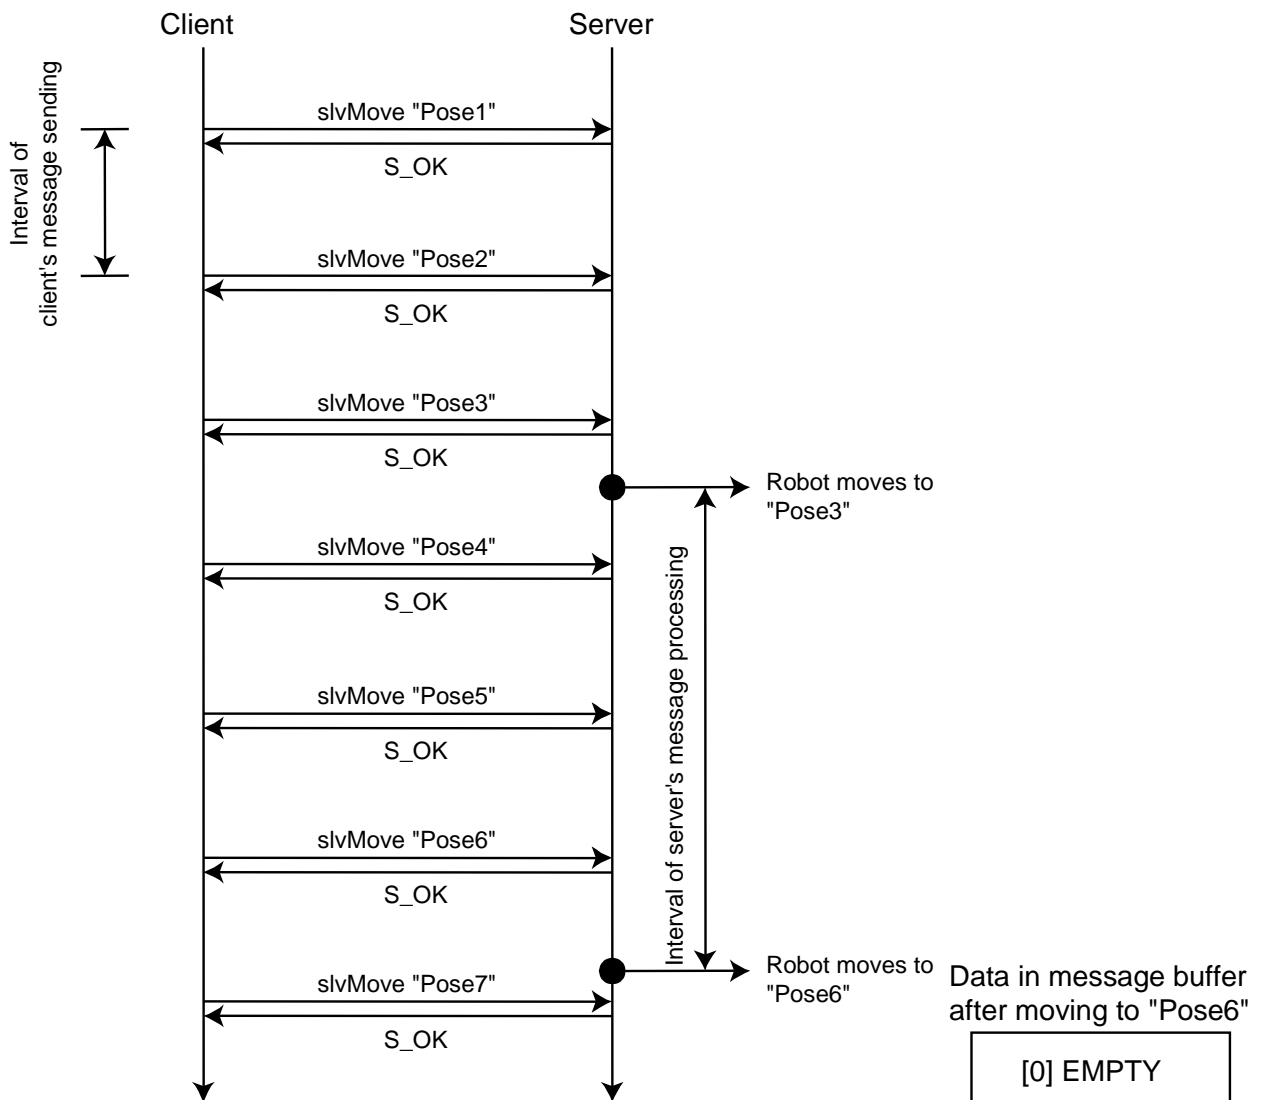 Client
Server
Interval of
client's message sending
slvMove "Pose1"
S_OK
slvMove "Pose2"
S_OK
slvMove "Pose3"
S_OK
Robot moves to
"Pose3"
slvMove "Pose4"
S_OK
Interval of server's message processing
slvMove "Pose5"
S_OK
slvMove "Pose6"
S_OK
Robot moves to
"Pose6"
slvMove "Pose7"
S_OK
Data in message buffer
after moving to "Pose6"
[0] EMPTY